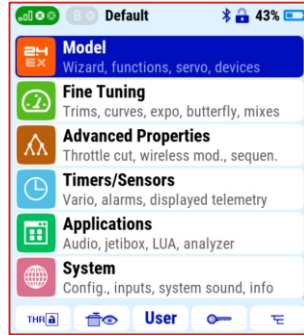 B Default 43%
24
EX
Model
Wizard, functions, servo, devices
Fine Tuning
Trims, curves, expo, butterfly, mixes
Advanced Properties
Throttle cut, wireless mod., sequen.
Timers/Sensors
Vario, alarms, displayed telemetry
Applications
Audio, jetibox, LUA, analyzer
System
Config., inputs, system sound, info
THR User